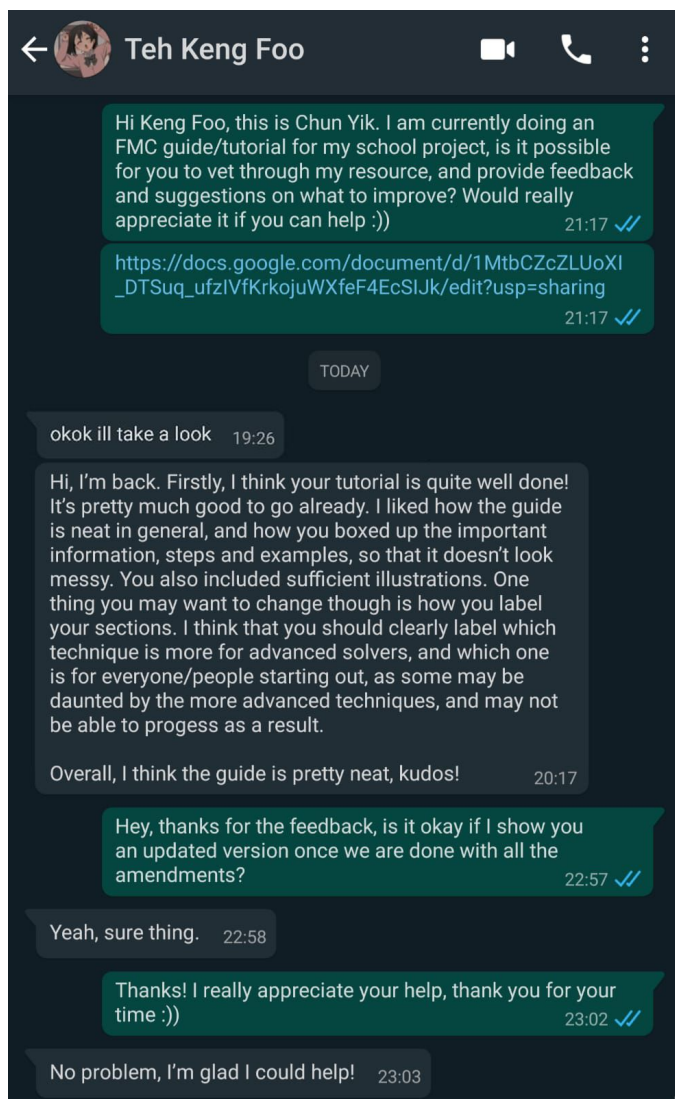 Teh Keng Foo
Hi Keng Foo, this is Chun Yik. I am currently doing an
FMC guide/tutorial for my school project, is it possible
for you to vet through my resource, and provide feedback
and suggestions on what to improve? Would really
appreciate it if you can help :))
21:17
https://docs.google.com/document/d/1MtbCZcZLUoXI
_DTSuq_ufzIVfKrkojuWXfeF4EcSIJk/edit?usp=sharing
21:17
TODAY
okok ill take a look 19:26
Hi, I'm back. Firstly, I think your tutorial is quite well done!
It's pretty much good to go already. I liked how the guide
is neat in general, and how you boxed up the important
information, steps and examples, so that it doesn't look
messy. You also included sufficient illustrations. One
thing you may want to change though is how you label
your sections. I think that you should clearly label which
technique is more for advanced solvers, and which one
is for everyone/people starting out, as some may be
daunted by the more advanced techniques, and may not
be able to progess as a result.
Overall, I think the guide is pretty neat, kudos! 20:17
Hey, thanks for the feedback, is it okay if I show you
an updated version once we are done with all the
amendments? 22:57
Yeah, sure thing. 22:58
Thanks! I really appreciate your help, thank you for your
time :)) 23:02
No problem, I'm glad I could help! 23:03